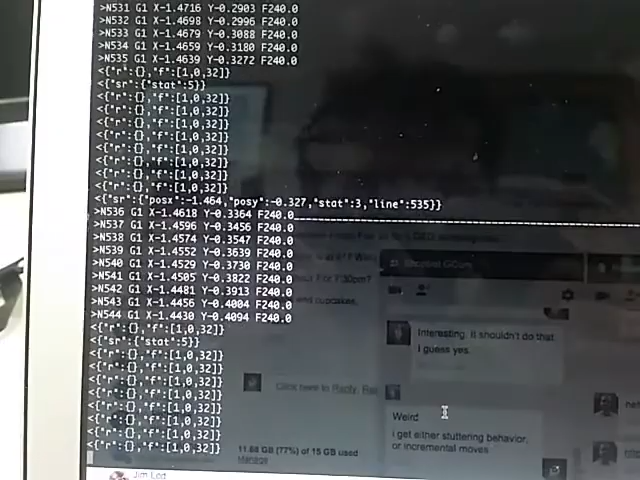 >N531 G1 X-1.4716 Y-0.2903 F240.0
>N532 G1 X-1.4698 Y-0.2996 F240.0
>N533 G1 X-1.4679 Y-0.3088 F240.0
>N534 G1 X-1.4659 Y-0.3180 F240.0
>N535 G1 X-1.4639 Y-0.3272 F240.0
<{"r":{},"f":[1,0,32]}
<{"sr":{"stat":5}}
<{"r":{},"f":[1,0,32]}
<{"r":{},"f":[1,0,32]}
<{"r":{},"f":[1,0,32]}
<{"r":{},"f":[1,0,32]}
<{"r":{},"f":[1,0,32]}
<{"r":{},"f":[1,0,32]}
<{"r":{},"f":[1,0,32]}
<{"r":{},"f":[1,0,32]}
<{"sr":{"posx":-1.464,"posy":-0.327,"stat":3,"line":535}}
>N536 G1 X-1.4618 Y-0.3364 F240.0
>N537 G1 X-1.4596 Y-0.3456 F240.0
>N538 G1 X-1.4574 Y-0.3547 F240.0
>N539 G1 X-1.4552 Y-0.3639 F240.0
>N540 G1 X-1.4529 Y-0.3730 F240.0
>N541 G1 X-1.4505 Y-0.3822 F240.0
>N542 G1 X-1.4481 Y-0.3913 F240.0
>N543 G1 X-1.4456 Y-0.4004 F240.0
>N544 G1 X-1.4430 Y-0.4094 F240.0
<{"r":{},"f":[1,0,32]}
<{"sr":{"stat":5}}
<{"r":{},"f":[1,0,32]}
<{"r":{},"f":[1,0,32]}
<{"r":{},"f":[1,0,32]}
<{"r":{},"f":[1,0,32]}
<{"r":{},"f":[1,0,32]}
<{"r":{},"f":[1,0,32]}
<{"r":{},"f":[1,0,32]}
<{"r":{},"f":[1,0,32]}
7:30pm?
and cupcakes,
Interesting. It shouldn't do that.
I guess yes.
Click here to Reply,
Weird
i get either stuttering behavior,
or incremental moves
11.88 GB (77%) of 15 GB used
Manage
Jim